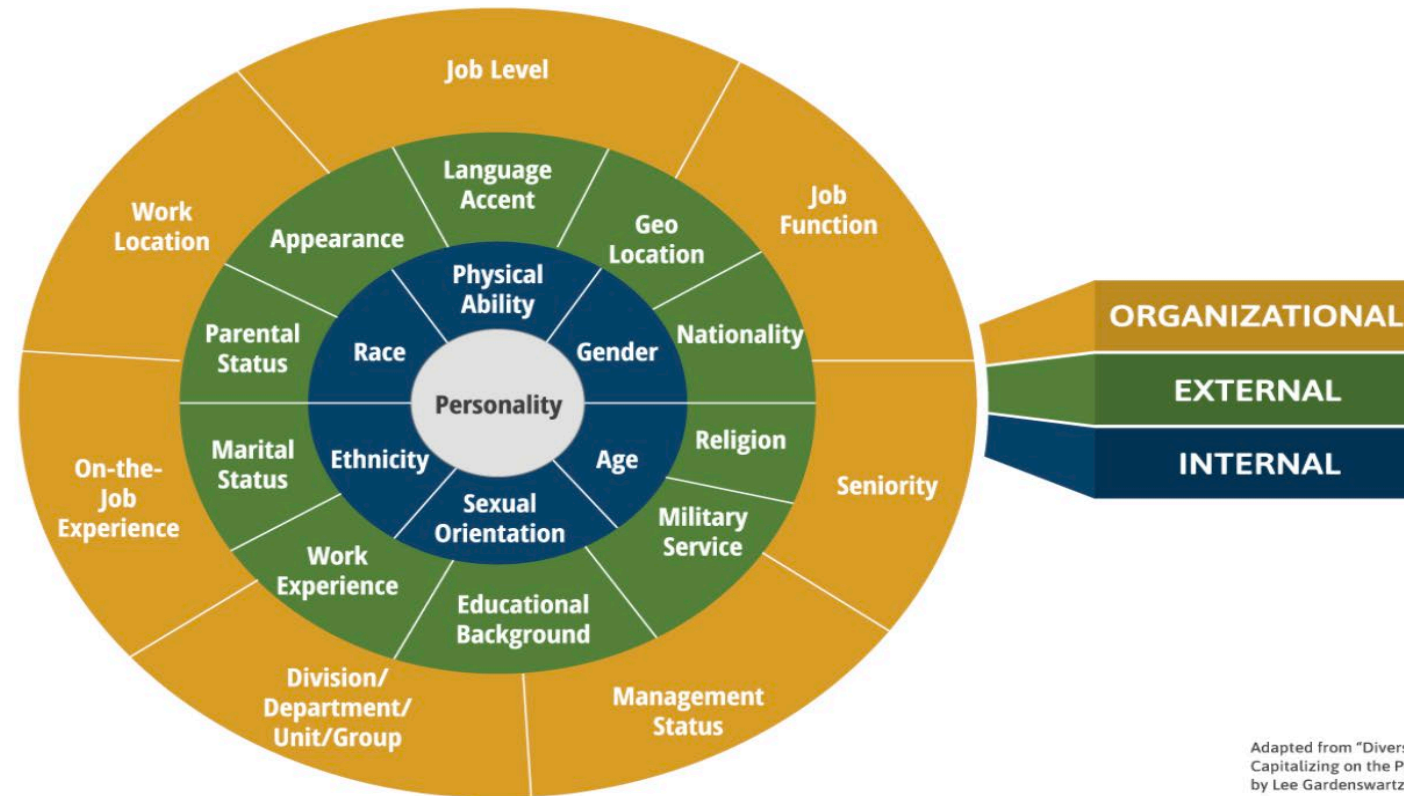 Job Level
Job
Function
Seniority
Management
Status
Division/
Department/
Unit/Group
On-the-
Job
Experience
Work
Location
Language
Accent
Geo
Location
Nationality
Religion
Military
Service
Educational
Background
Work
Experience
Marital
Status
Parental
Status
Appearance
Physical
Ability
Gender
Age
Sexual
Orientation
Ethnicity
Race
Personality
ORGANIZATIONAL
EXTERNAL
INTERNAL
Adapted from "Divers
Capitalizing on the P
by Lee Gardenswartz